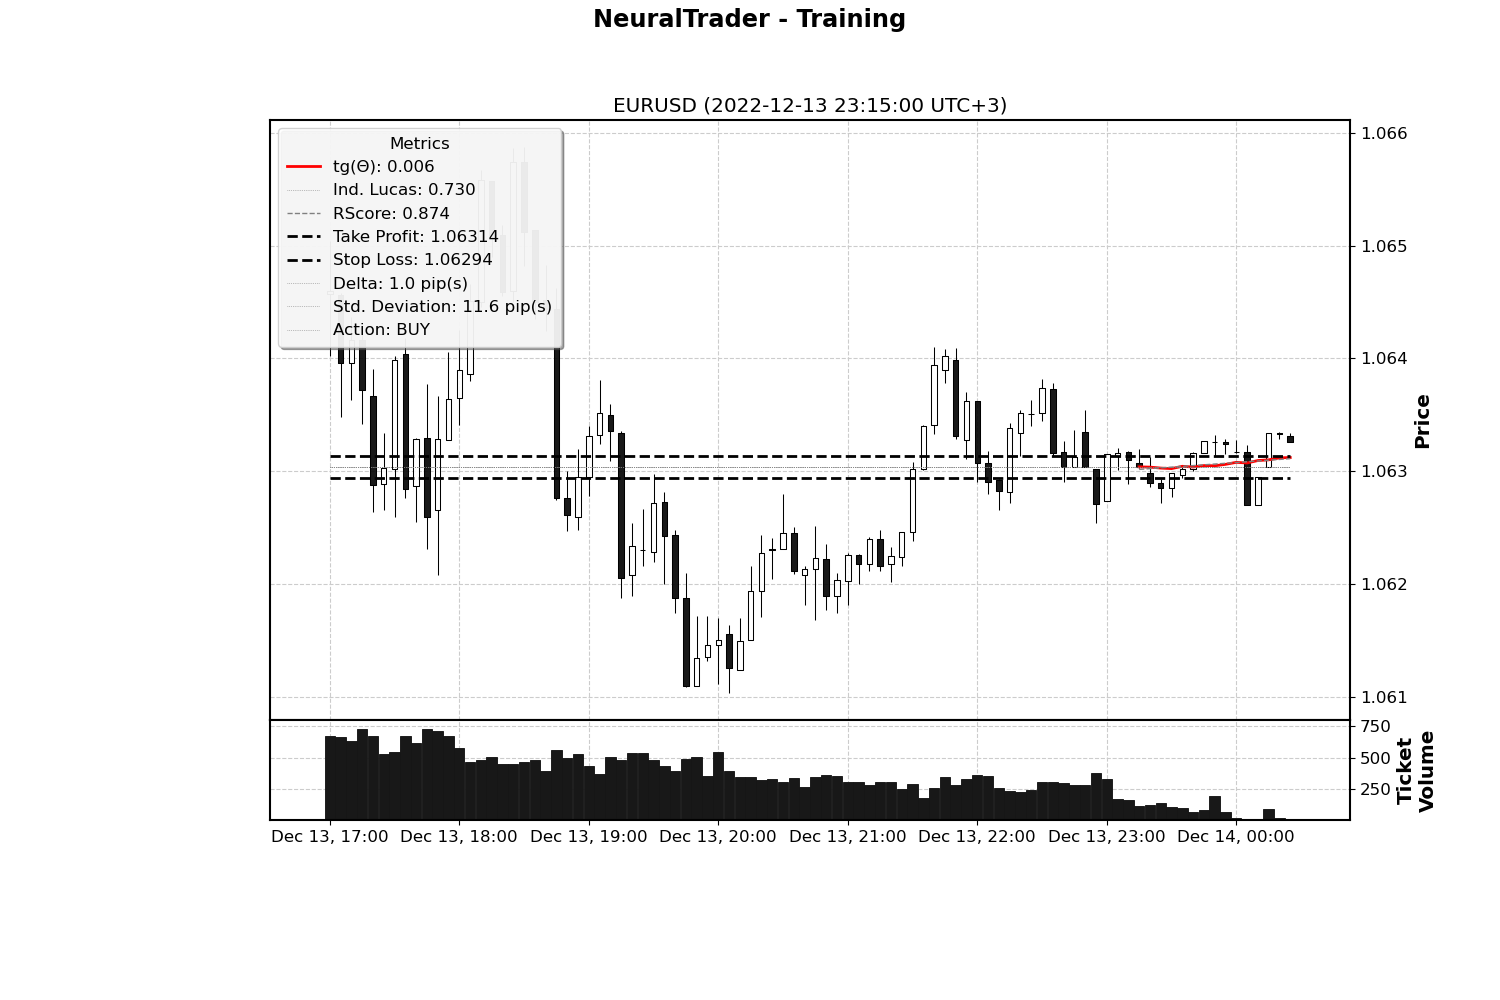 NeuralTrader - Training
EURUSD (2022-12-13 23:15:00 UTC+3)
Metrics
tg(Θ): 0.006
Ind. Lucas: 0.730
RScore: 0.874
Take Profit: 1.06314
Stop Loss: 1.06294
Delta: 1.0 pip(s)
Std. Deviation: 11.6 pip(s)
Action: BUY
1.066
1.065
1.064
1.063
1.062
1.061
Price
750
500
250
Ticket
Volume
Dec 13, 17:00 Dec 13, 18:00 Dec 13, 19:00 Dec 13, 20:00 Dec 13, 21:00 Dec 13, 22:00 Dec 13, 23:00 Dec 14, 00:00